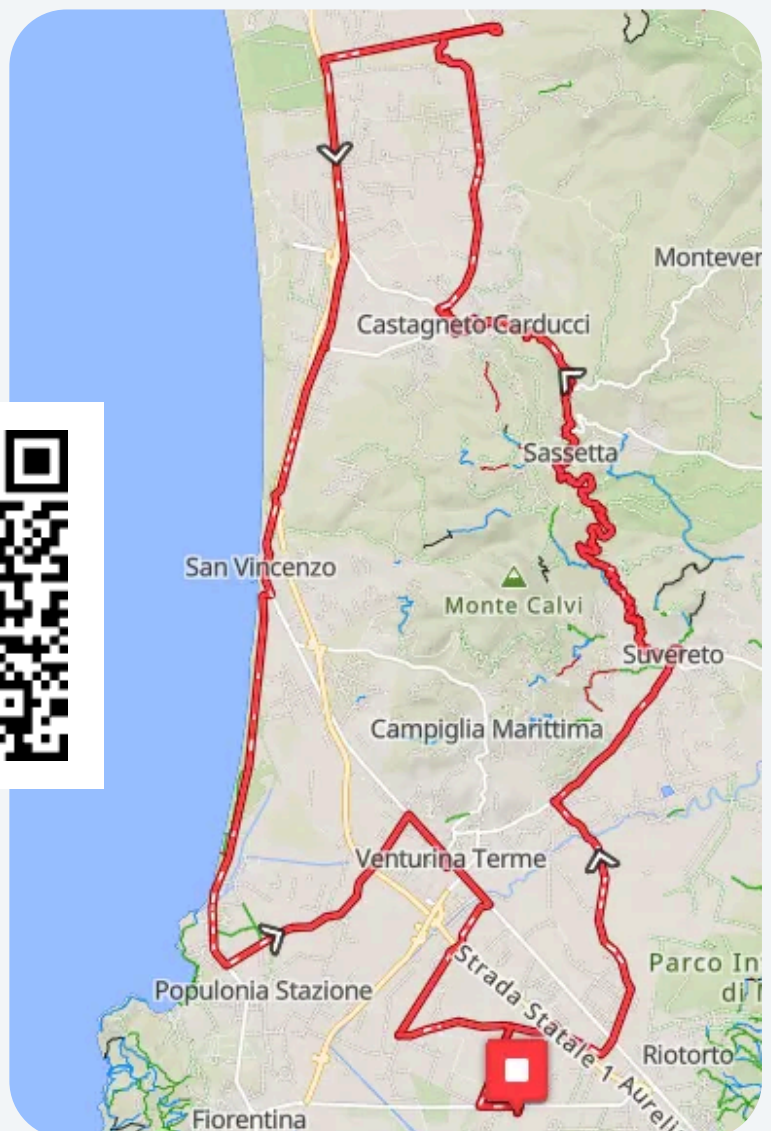 Montever
Castagneto Carducci
Sassetta
San Vincenzo
Monte Calvi
Suvereto
Campiglia Marittima
Venturina Terme
Strada Statale 1 Aureli
Parco In
di
Populonia Stazione
Riotorto
Fiorentina